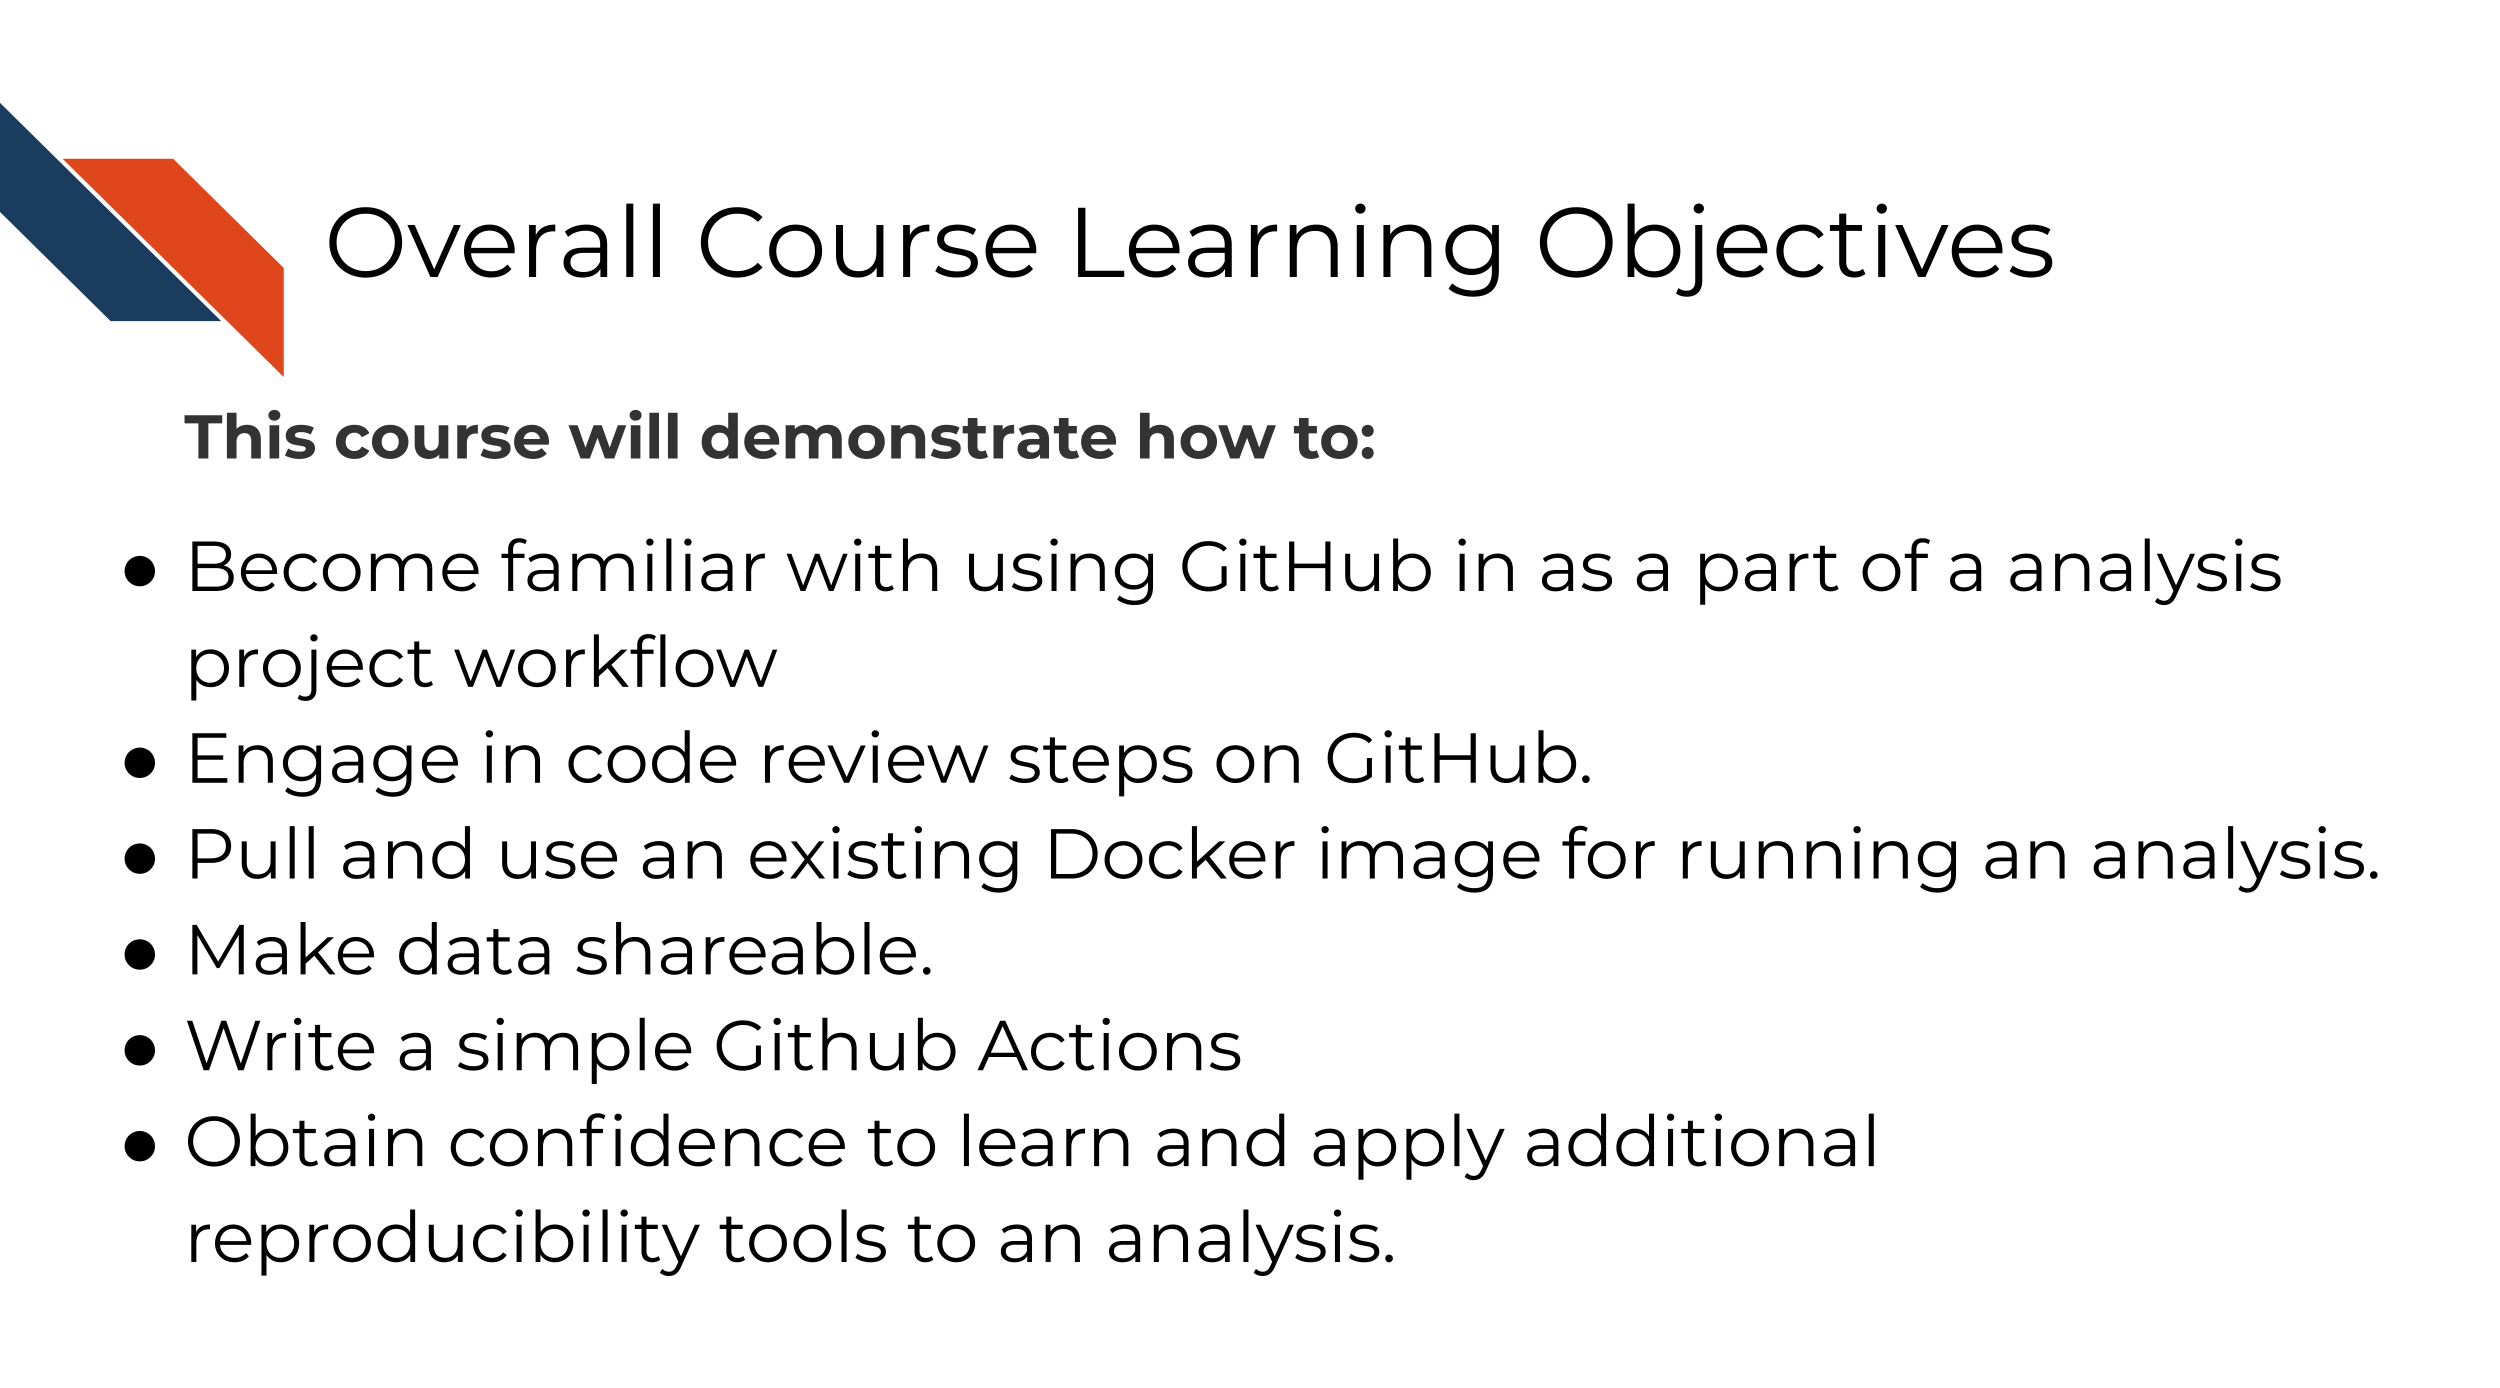 Overall Course Learning Objectives
This course will demonstrate how to:
● Become familiar with using GitHub in as a part of a analysis
project workflow
● Engage in code review steps on GitHub.
● Pull and use an existing Docker image for running an analysis.
● Make data shareable.
● Write a simple Github Actions
● Obtain confidence to learn and apply additional
reproducibility tools to an analysis.